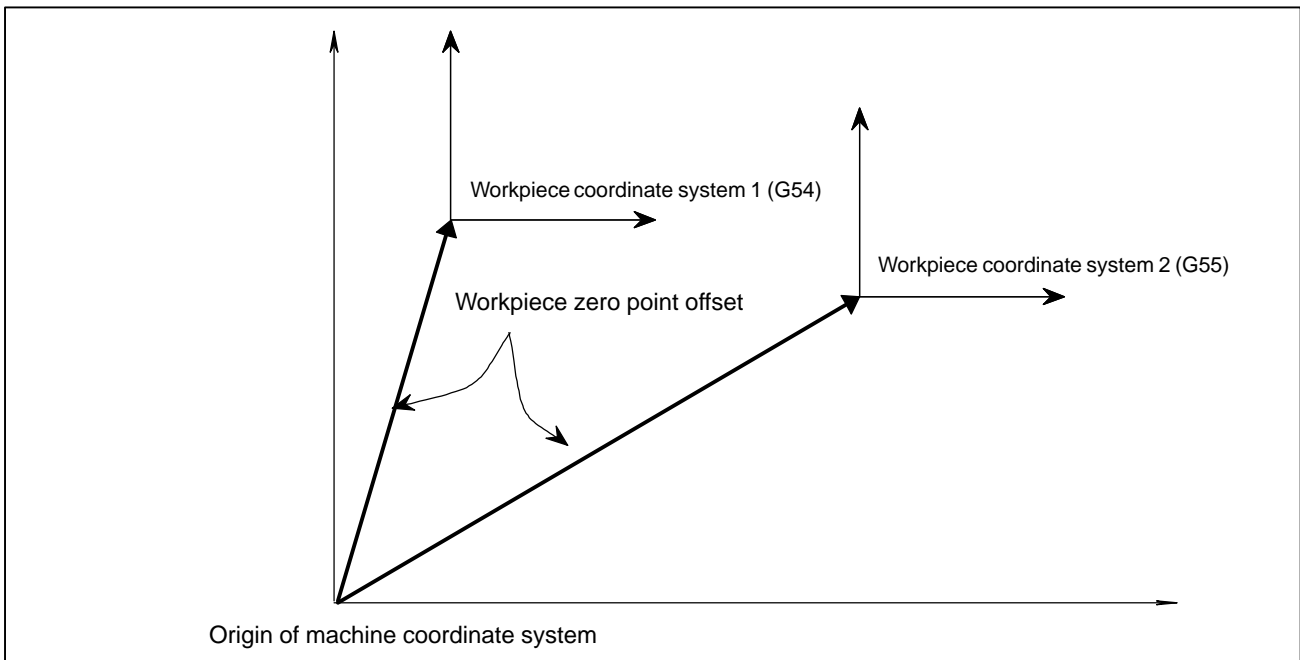 Workpiece coordinate system 1 (G54)
Workpiece coordinate system 2 (G55)
Workpiece zero point offset
Origin of machine coordinate system